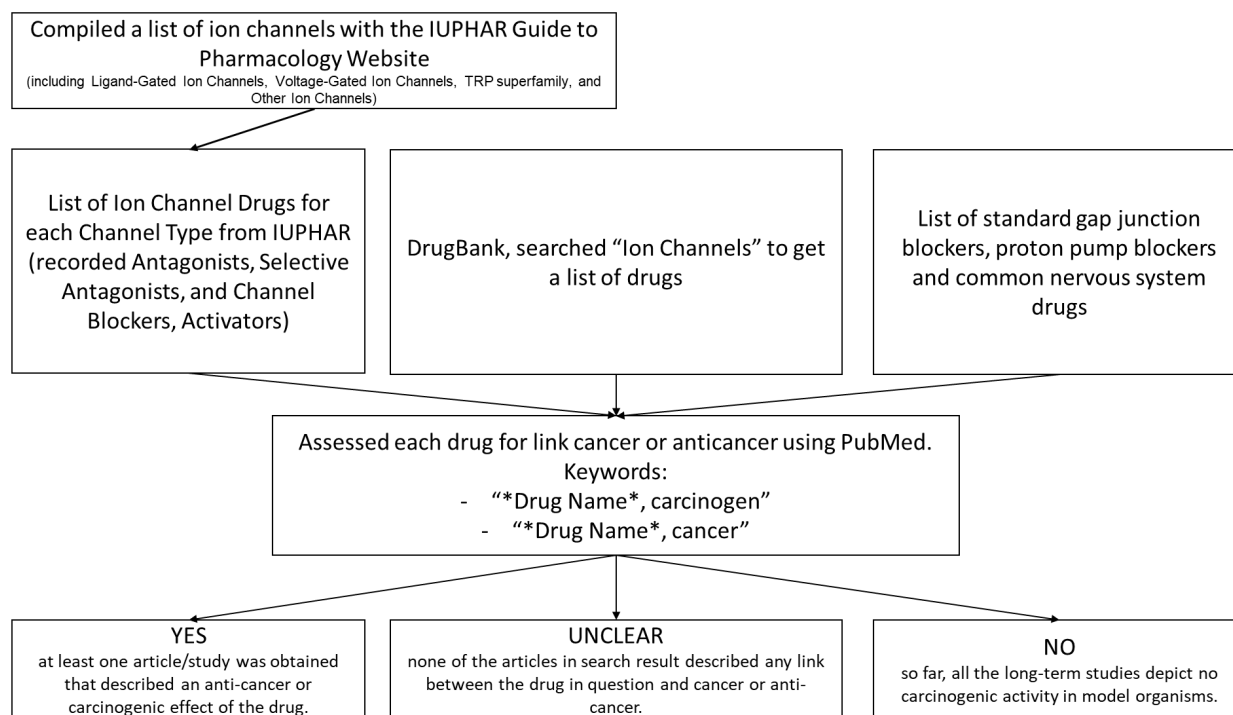 Compiled a list of ion channels with the IUPHAR Guide to
Pharmacology Website
(including Ligand-Gated Ion Channels, Voltage-Gated Ion Channels, TRP superfamily, and
Other Ion Channels)
List of Ion Channel Drugs for
each Channel Type from IUPHAR
(recorded Antagonists, Selective
Antagonists, and Channel
Blockers, Activators)
DrugBank, searched “Ion Channels” to get
a list of drugs
List of standard gap junction
blockers, proton pump blockers
and common nervous system
drugs
Assessed each drug for link cancer or anticancer using PubMed.
Keywords:
- “*Drug Name*, carcinogen”
- “*Drug Name*, cancer”
YES
at least one article/study was obtained
that described an anti-cancer or
carcinogenic effect of the drug.
UNCLEAR
none of the articles in search result described any link
between the drug in question and cancer or anti-
cancer.
NO
so far, all the long-term studies depict no
carcinogenic activity in model organisms.